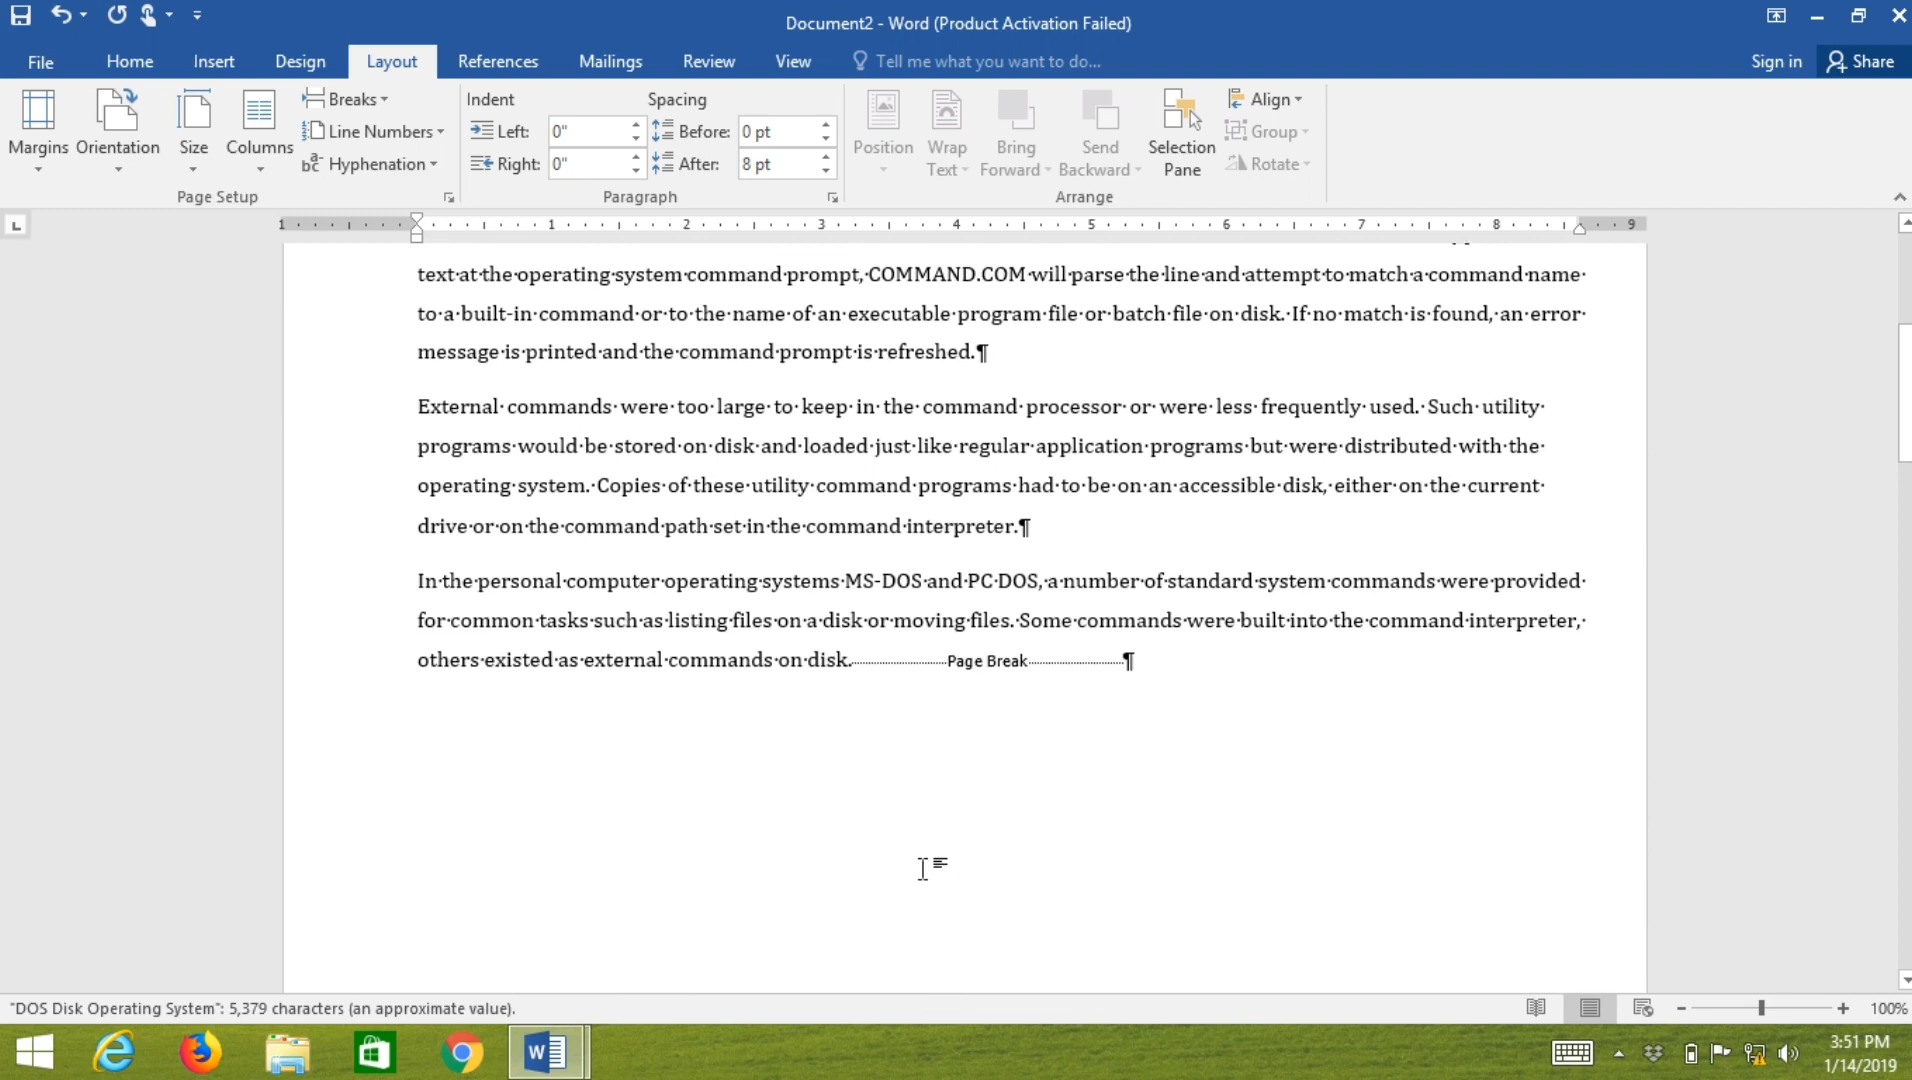 Document2 - Word (Product Activation Failed)
File Home Insert Design Layout References Mailings Review View Tell me what you want to do... Sign in Share
Margins Orientation Size Columns
Breaks
Line Numbers
Hyphenation
Page Setup
Indent
Left: 0"
Right: 0"
Spacing
Before: 0 pt
After: 8 pt
Paragraph
Position
Wrap Text
Bring Forward
Send Backward
Selection Pane
Align
Group
Rotate
Arrange
L
1 1 2 3 4 5 6 7 8 9
text at the operating system command prompt, COMMAND.COM will parse the line and attempt to match a command name
to a built-in command or to the name of an executable program file or batch file on disk. If no match is found, an error
message is printed and the command prompt is refreshed.¶
External commands were too large to keep in the command processor or were less frequently used. Such utility
programs would be stored on disk and loaded just like regular application programs but were distributed with the
operating system. Copies of these utility command programs had to be on an accessible disk, either on the current
drive or on the command path set in the command interpreter.¶
In the personal computer operating systems MS-DOS and PC DOS, a number of standard system commands were provided
for common tasks such as listing files on a disk or moving files. Some commands were built into the command interpreter,
others existed as external commands on disk. Page Break ¶
"DOS Disk Operating System": 5,379 characters (an approximate value).
100%
3:51 PM
1/14/2019